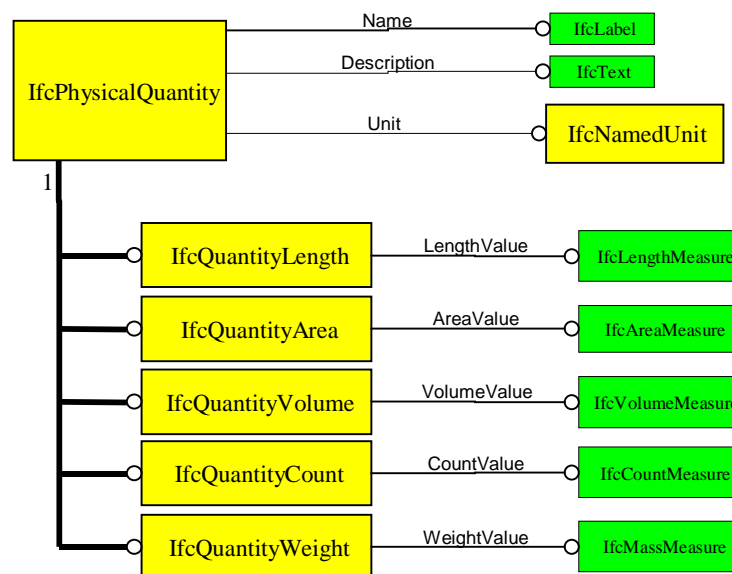 Name
IfcLabel
Description
IfcText
IfcPhysicalQuantity
Unit
IfcNamedUnit
1
IfcQuantityLength
LengthValue
IfcLengthMeasure
IfcQuantityArea
AreaValue
IfcAreaMeasure
IfcQuantityVolume
VolumeValue
IfcVolumeMeasure
IfcQuantityCount
CountValue
IfcCountMeasure
IfcQuantityWeight
WeightValue
IfcMassMeasure